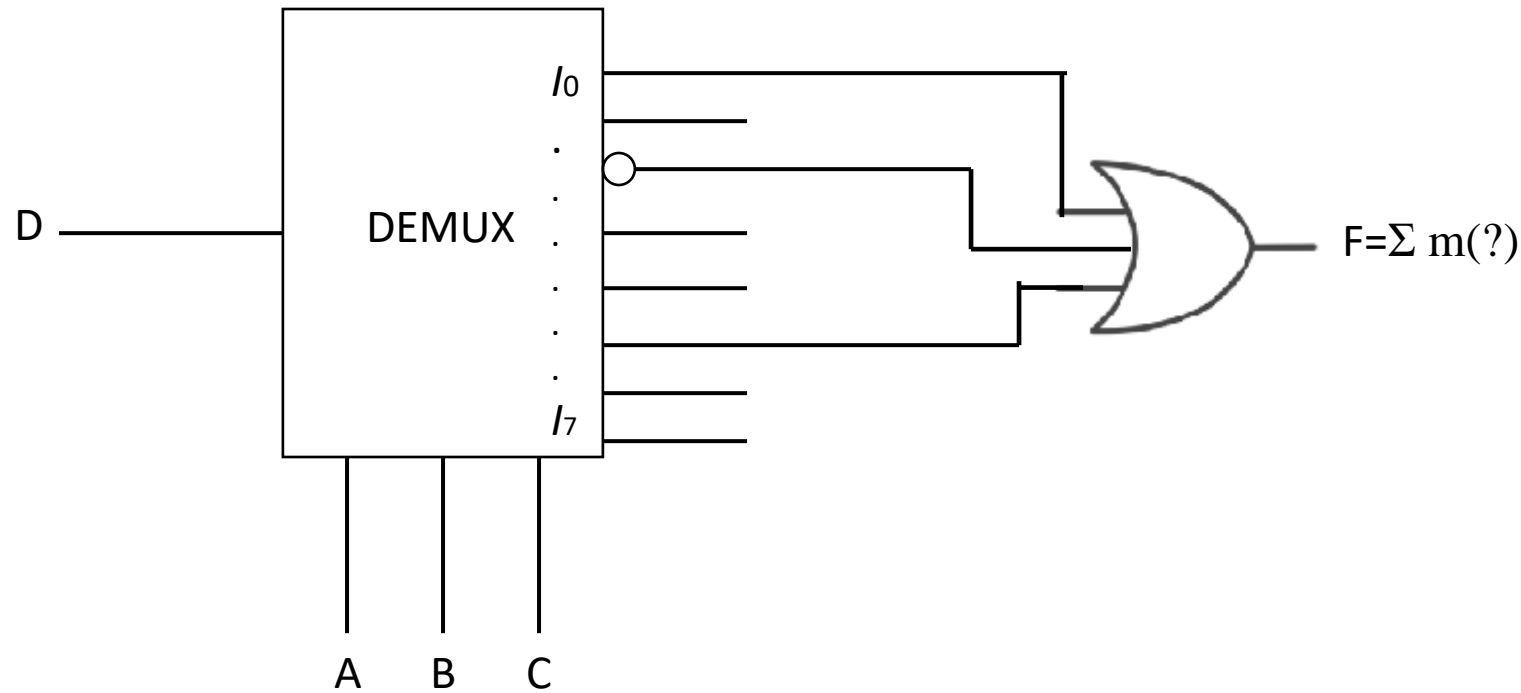 I0
.
.
D DEMUX . F=Σ m(?)
.
.
.
I7
A B C